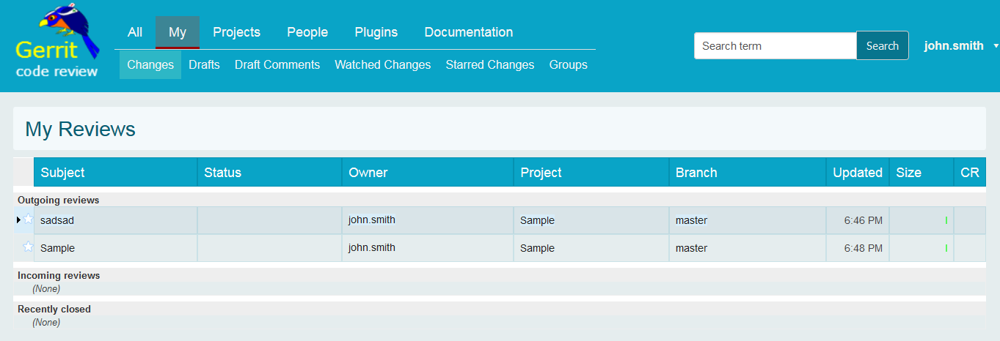 Gerrit
code review
All My Projects People Plugins Documentation
Changes Drafts Draft Comments Watched Changes Starred Changes Groups
Search term Search john.smith
My Reviews
Subject Status Owner Project Branch Updated Size CR
Outgoing reviews
sadsad john.smith Sample master 6:46 PM
Sample john.smith Sample master 6:48 PM
Incoming reviews
(None)
Recently closed
(None)